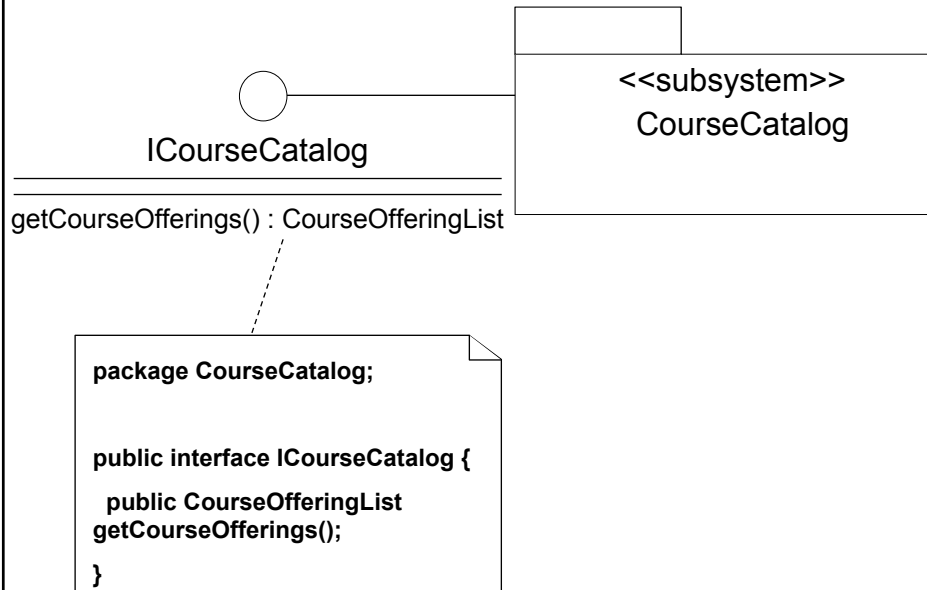 <<subsystem>>
CourseCatalog
ICourseCatalog
getCourseOfferings() : CourseOfferingList
package CourseCatalog;
public interface ICourseCatalog {
public CourseOfferingList
getCourseOfferings();
}